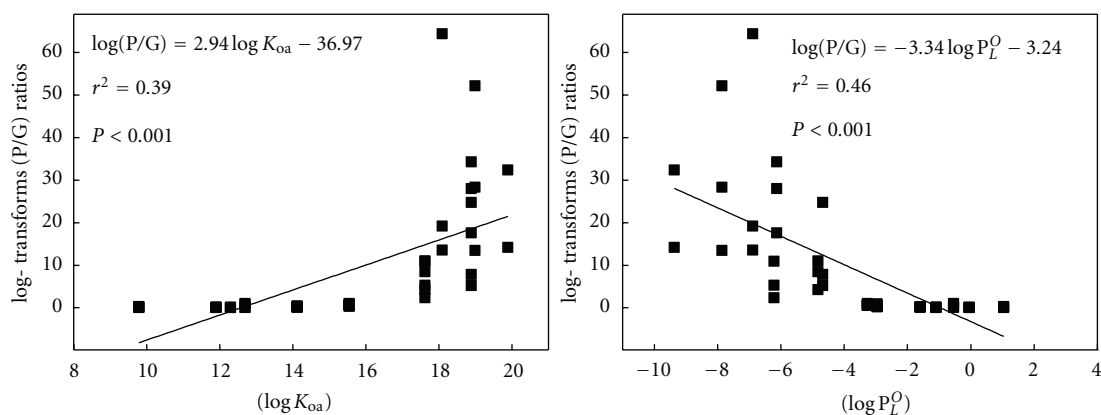 log(P/G) = 2.94 log K_oa − 36.97
r² = 0.39
P < 0.001
log- transforms (P/G) ratios
60
50
40
30
20
10
0
8 10 12 14 16 18 20
(log K_oa)
log(P/G) = −3.34 log P_L^O − 3.24
r² = 0.46
P < 0.001
log- transforms (P/G) ratios
60
50
40
30
20
10
0
−10 −8 −6 −4 −2 0 2 4
(log P_L^O)